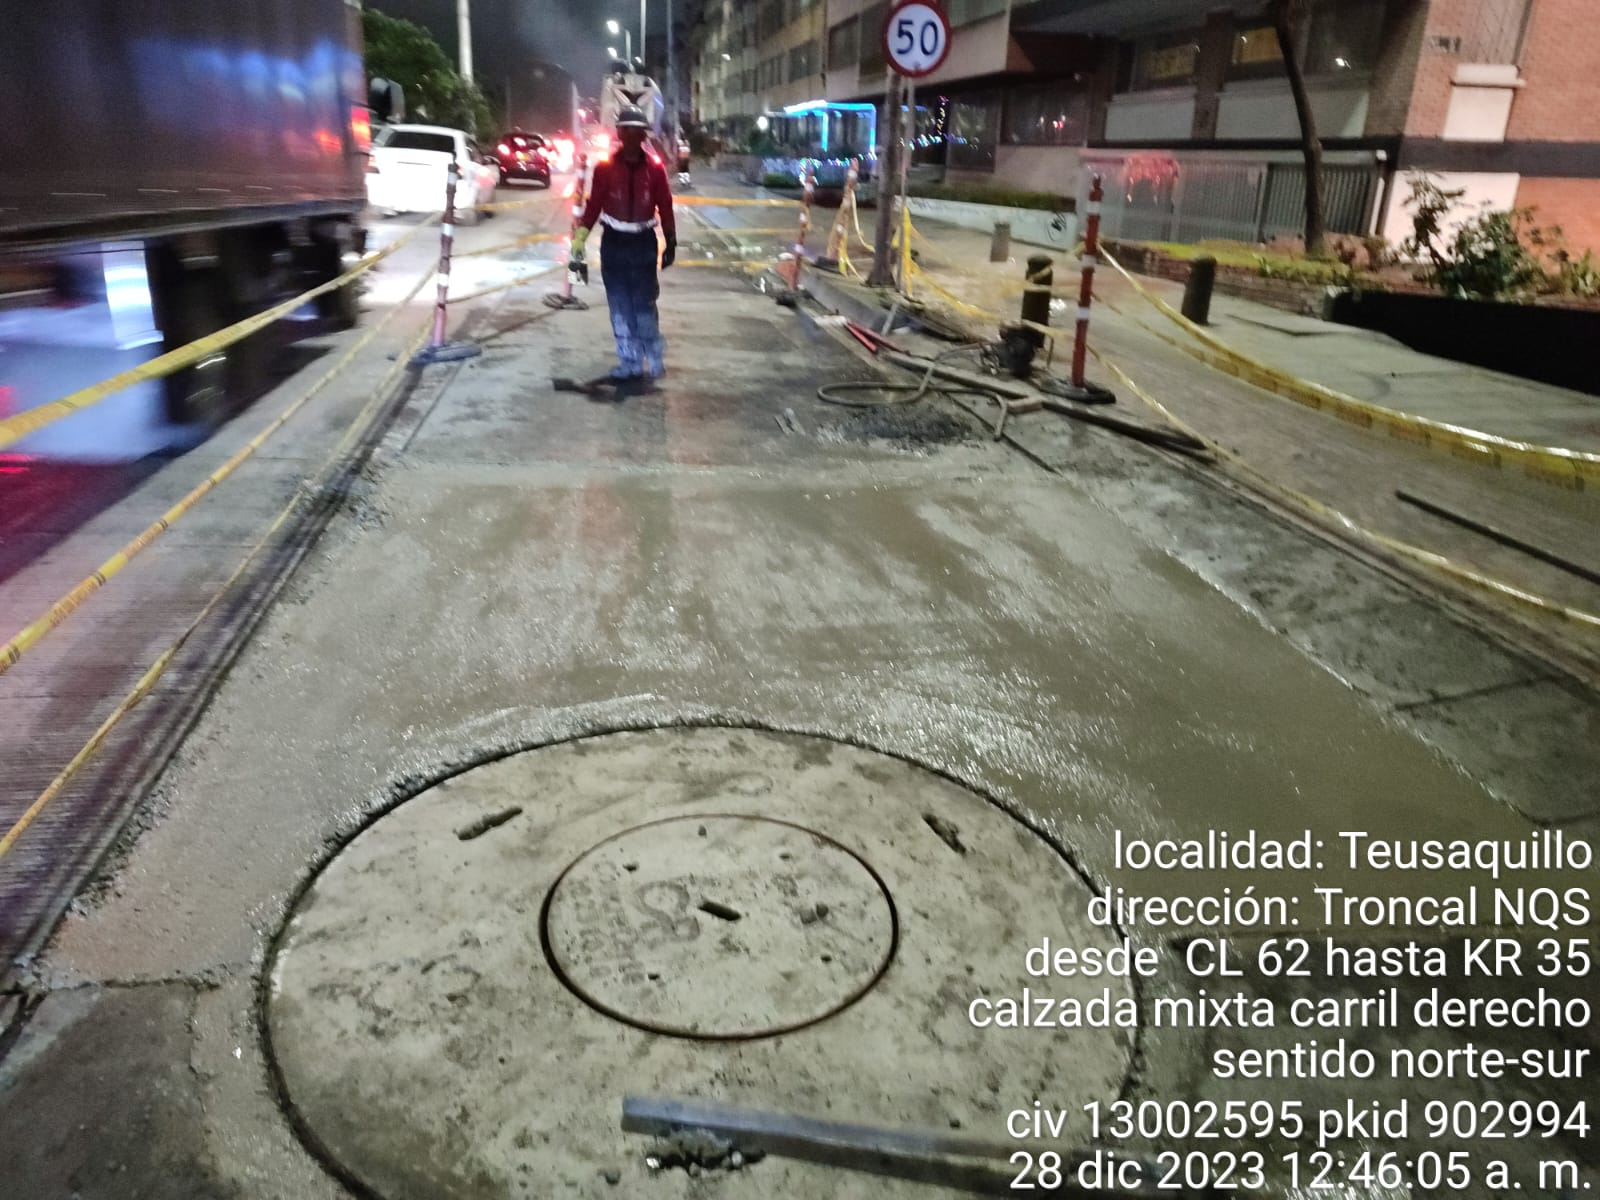 50
localidad: Teusaquillo
dirección: Troncal NQS
desde CL 62 hasta KR 35
calzada mixta carril derecho
sentido norte-sur
civ 13002595 pkid 902994
28 dic 2023 12:46:05 a. m.